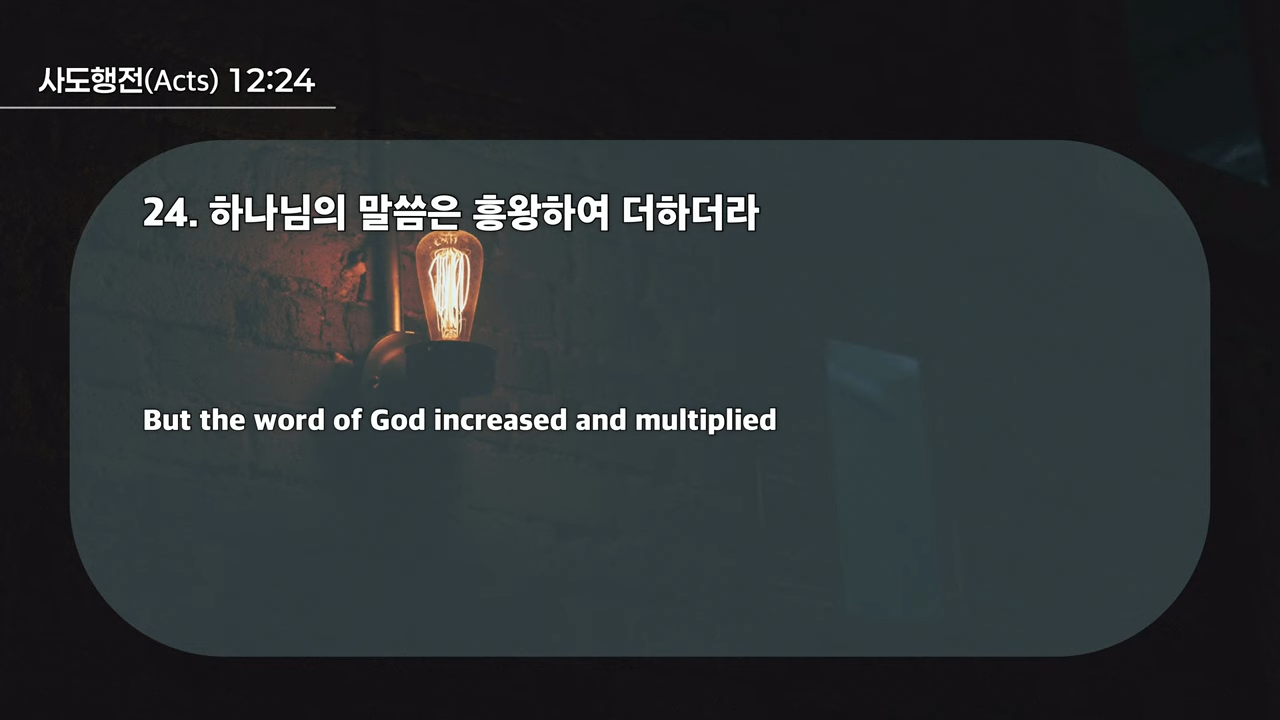 사도행전(Acts) 12:24
24. 하나님의 말씀은 흥왕하여 더하더라
But the word of God increased and multiplied